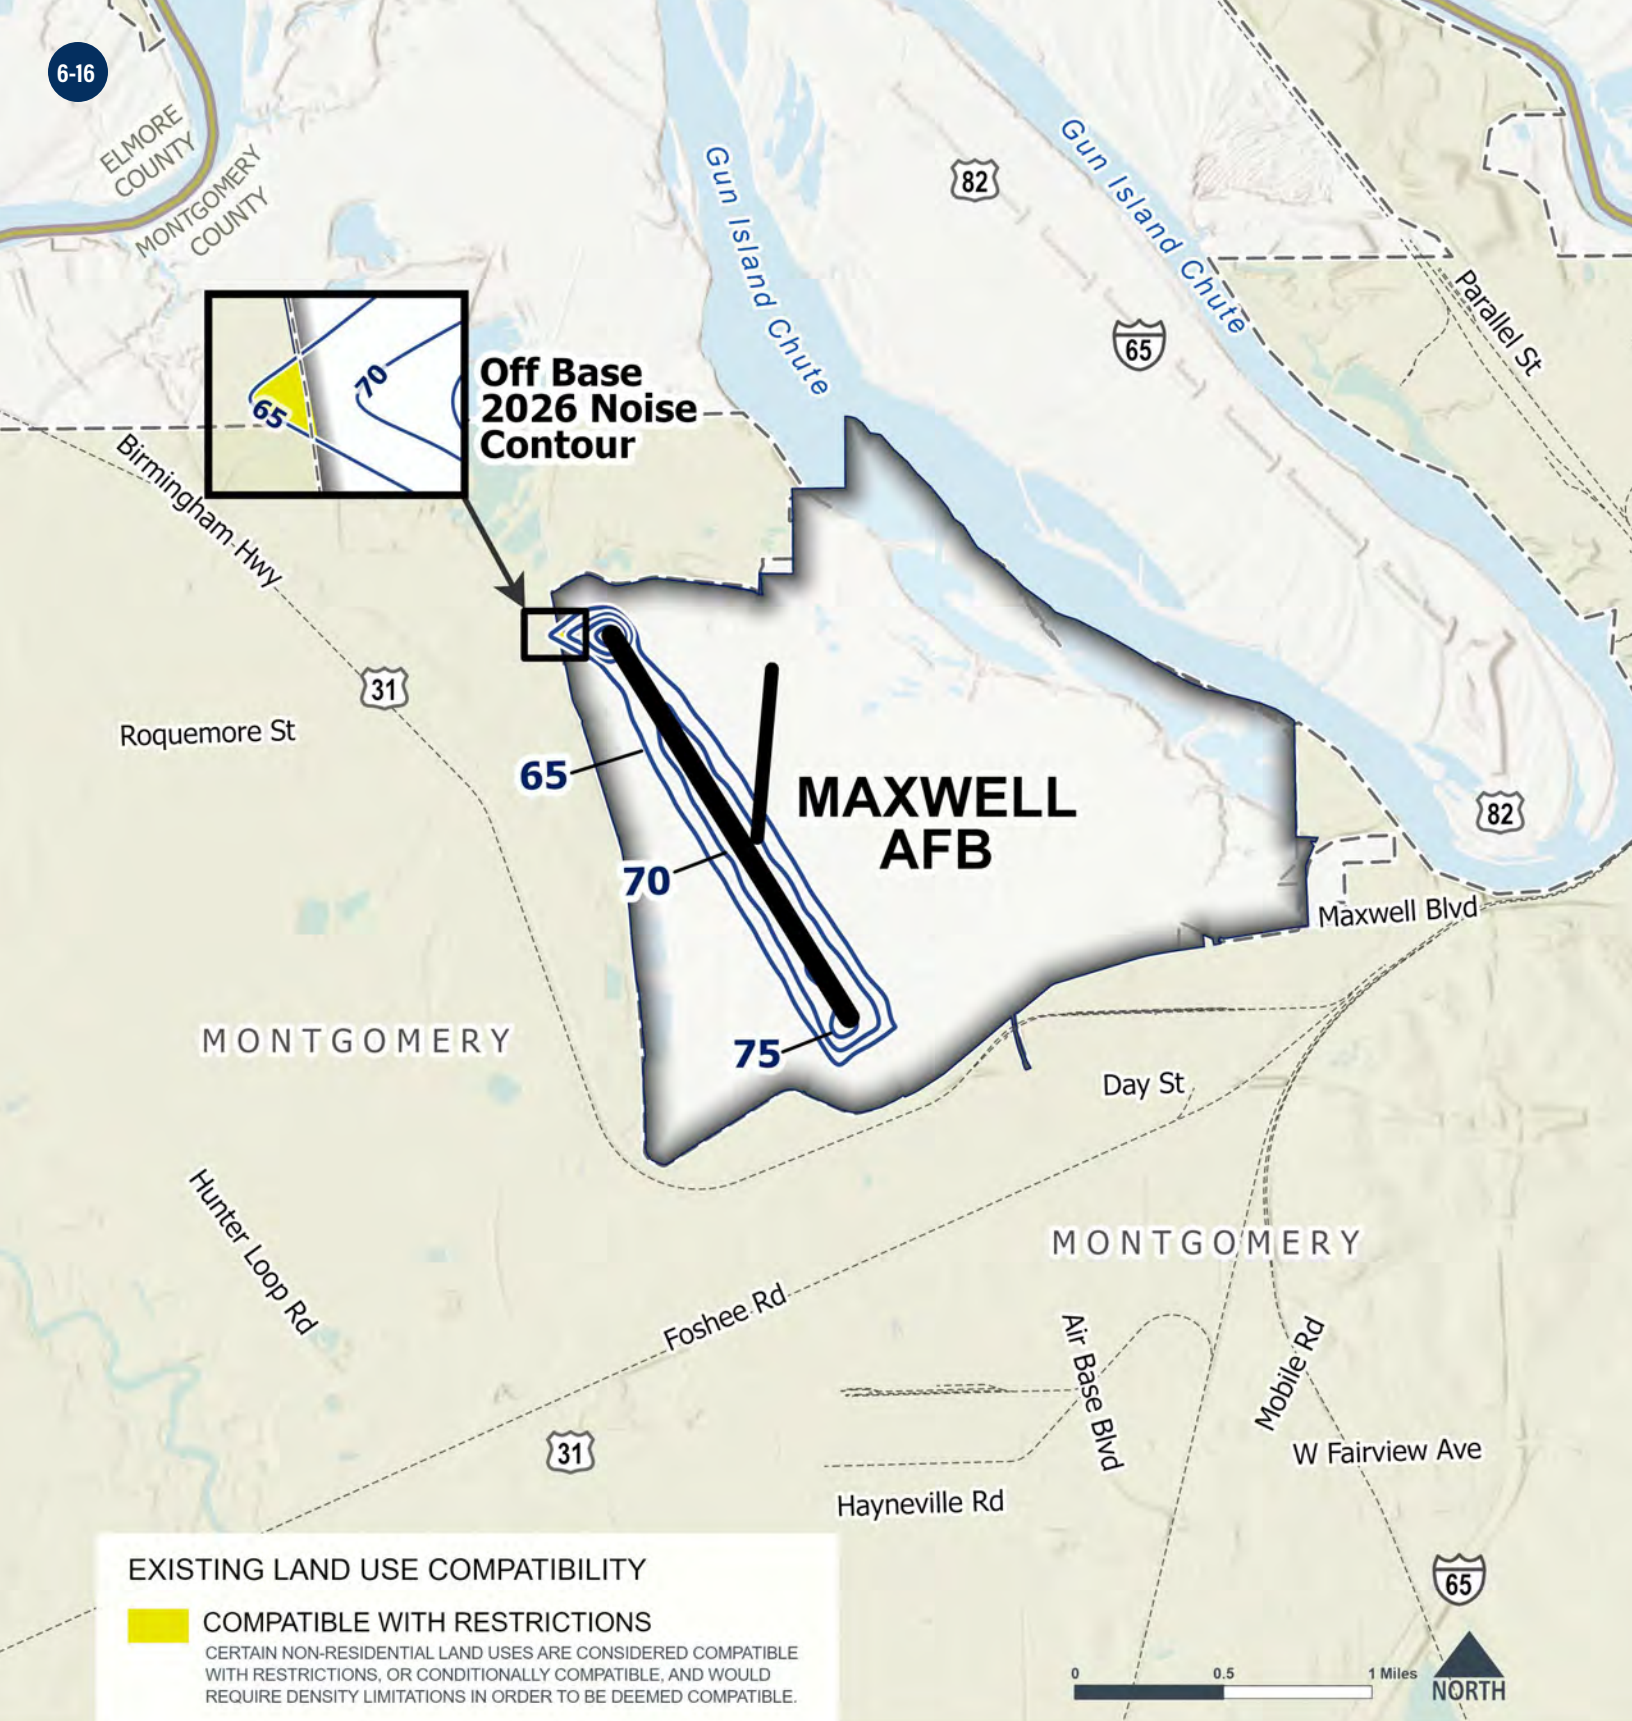 6-16
ELMORE
COUNTY
MONTGOMERY
COUNTY
Gun Island Chute
82
Gun Island Chute
65
Parallel St
70
65
Off Base
2026 Noise
Contour
Birmingham Hwy
31
Roquemore St
65
70
75
MAXWELL
AFB
82
Maxwell Blvd
MONTGOMERY
Day St
Hunter Loop Rd
MONTGOMERY
Foshee Rd
Air Base Blvd
Mobile Rd
31
W Fairview Ave
Hayneville Rd
65
EXISTING LAND USE COMPATIBILITY
COMPATIBLE WITH RESTRICTIONS
CERTAIN NON-RESIDENTIAL LAND USES ARE CONSIDERED COMPATIBLE
WITH RESTRICTIONS, OR CONDITIONALLY COMPATIBLE, AND WOULD
REQUIRE DENSITY LIMITATIONS IN ORDER TO BE DEEMED COMPATIBLE.
0 0.5 1 Miles
NORTH